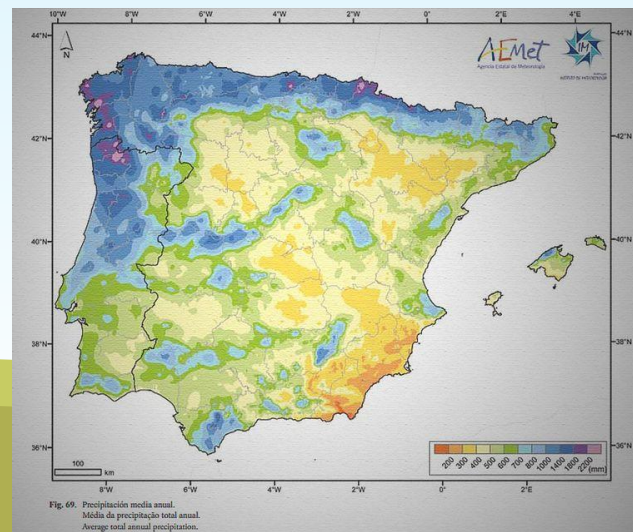 10°W 8°W 6°W 4°W 2°W 0° 2°E 4°E
44°N 44°N
N
AEMet
Agencia Estatal de Meteorología
IM
42°N 42°N
40°N 40°N
38°N 38°N
36°N 36°N
200 300 400 500 600 700 800 1000 1400 1800 2200 (mm)
100
km
8°W 6°W 4°W 2°W 0° 2°E
Fig. 69. Precipitación media anual.
Média da precipitação total anual.
Average total annual precipitation.